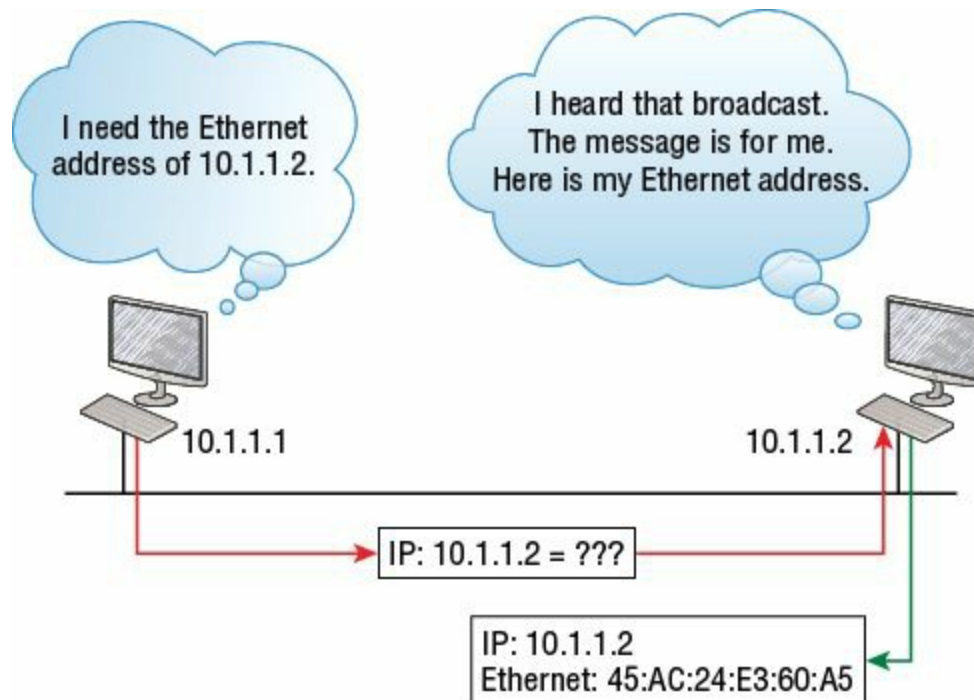 I need the Ethernet
address of 10.1.1.2.
I heard that broadcast.
The message is for me.
Here is my Ethernet address.
10.1.1.1
10.1.1.2
IP: 10.1.1.2 = ???
IP: 10.1.1.2
Ethernet: 45:AC:24:E3:60:A5